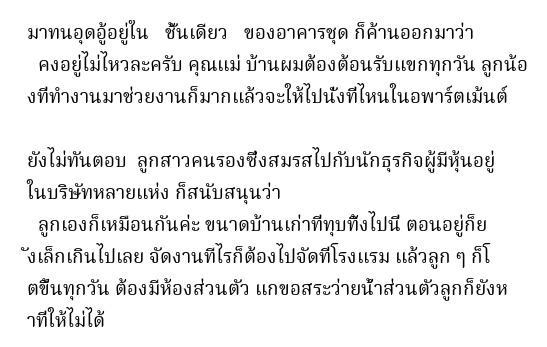 มาทนอุดอู้อยู่ใน   ชั้นเดียว   ของอาคารชุด ก็ค้านออกมาว่า
คงอยู่ไม่ไหวละครับ คุณแม่ บ้านผมต้องต้อนรับแขกทุกวัน ลูกน้อ
งที่ทำงานมาช่วยงานก็มากแล้วจะให้ไปนั่งที่ไหนในอพาร์ตเม้นต์
ยังไม่ทันตอบ  ลูกสาวคนรองซึ่งสมรสไปกับนักธุรกิจผู้มีหุ้นอยู่
ในบริษัทหลายแห่ง ก็สนับสนุนว่า
ลูกเองก็เหมือนกันค่ะ ขนาดบ้านเก่าที่ทุบทิ้งไปนี่ ตอนอยู่ก็ย
ังเล็กเกินไปเลย จัดงานทีไรก็ต้องไปจัดที่โรงแรม แล้วลูก ๆ ก็โ
ตขึ้นทุกวัน ต้องมีห้องส่วนตัว แกขอสระว่ายน้ำส่วนตัวลูกก็ยังห
าที่ให้ไม่ได้